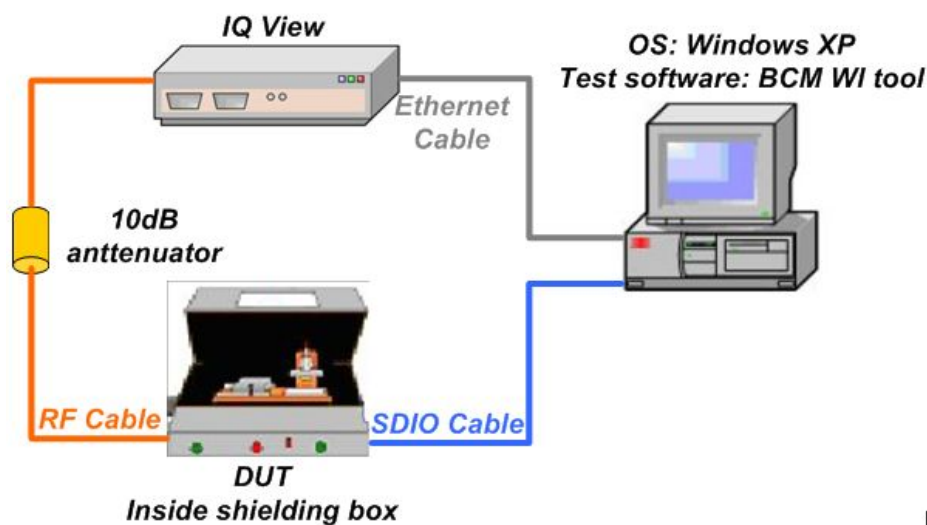 IQ View
OS: Windows XP
Test software: BCM WI tool
Ethernet
Cable
10dB
anttenuator
RF Cable
SDIO Cable
DUT
Inside shielding box